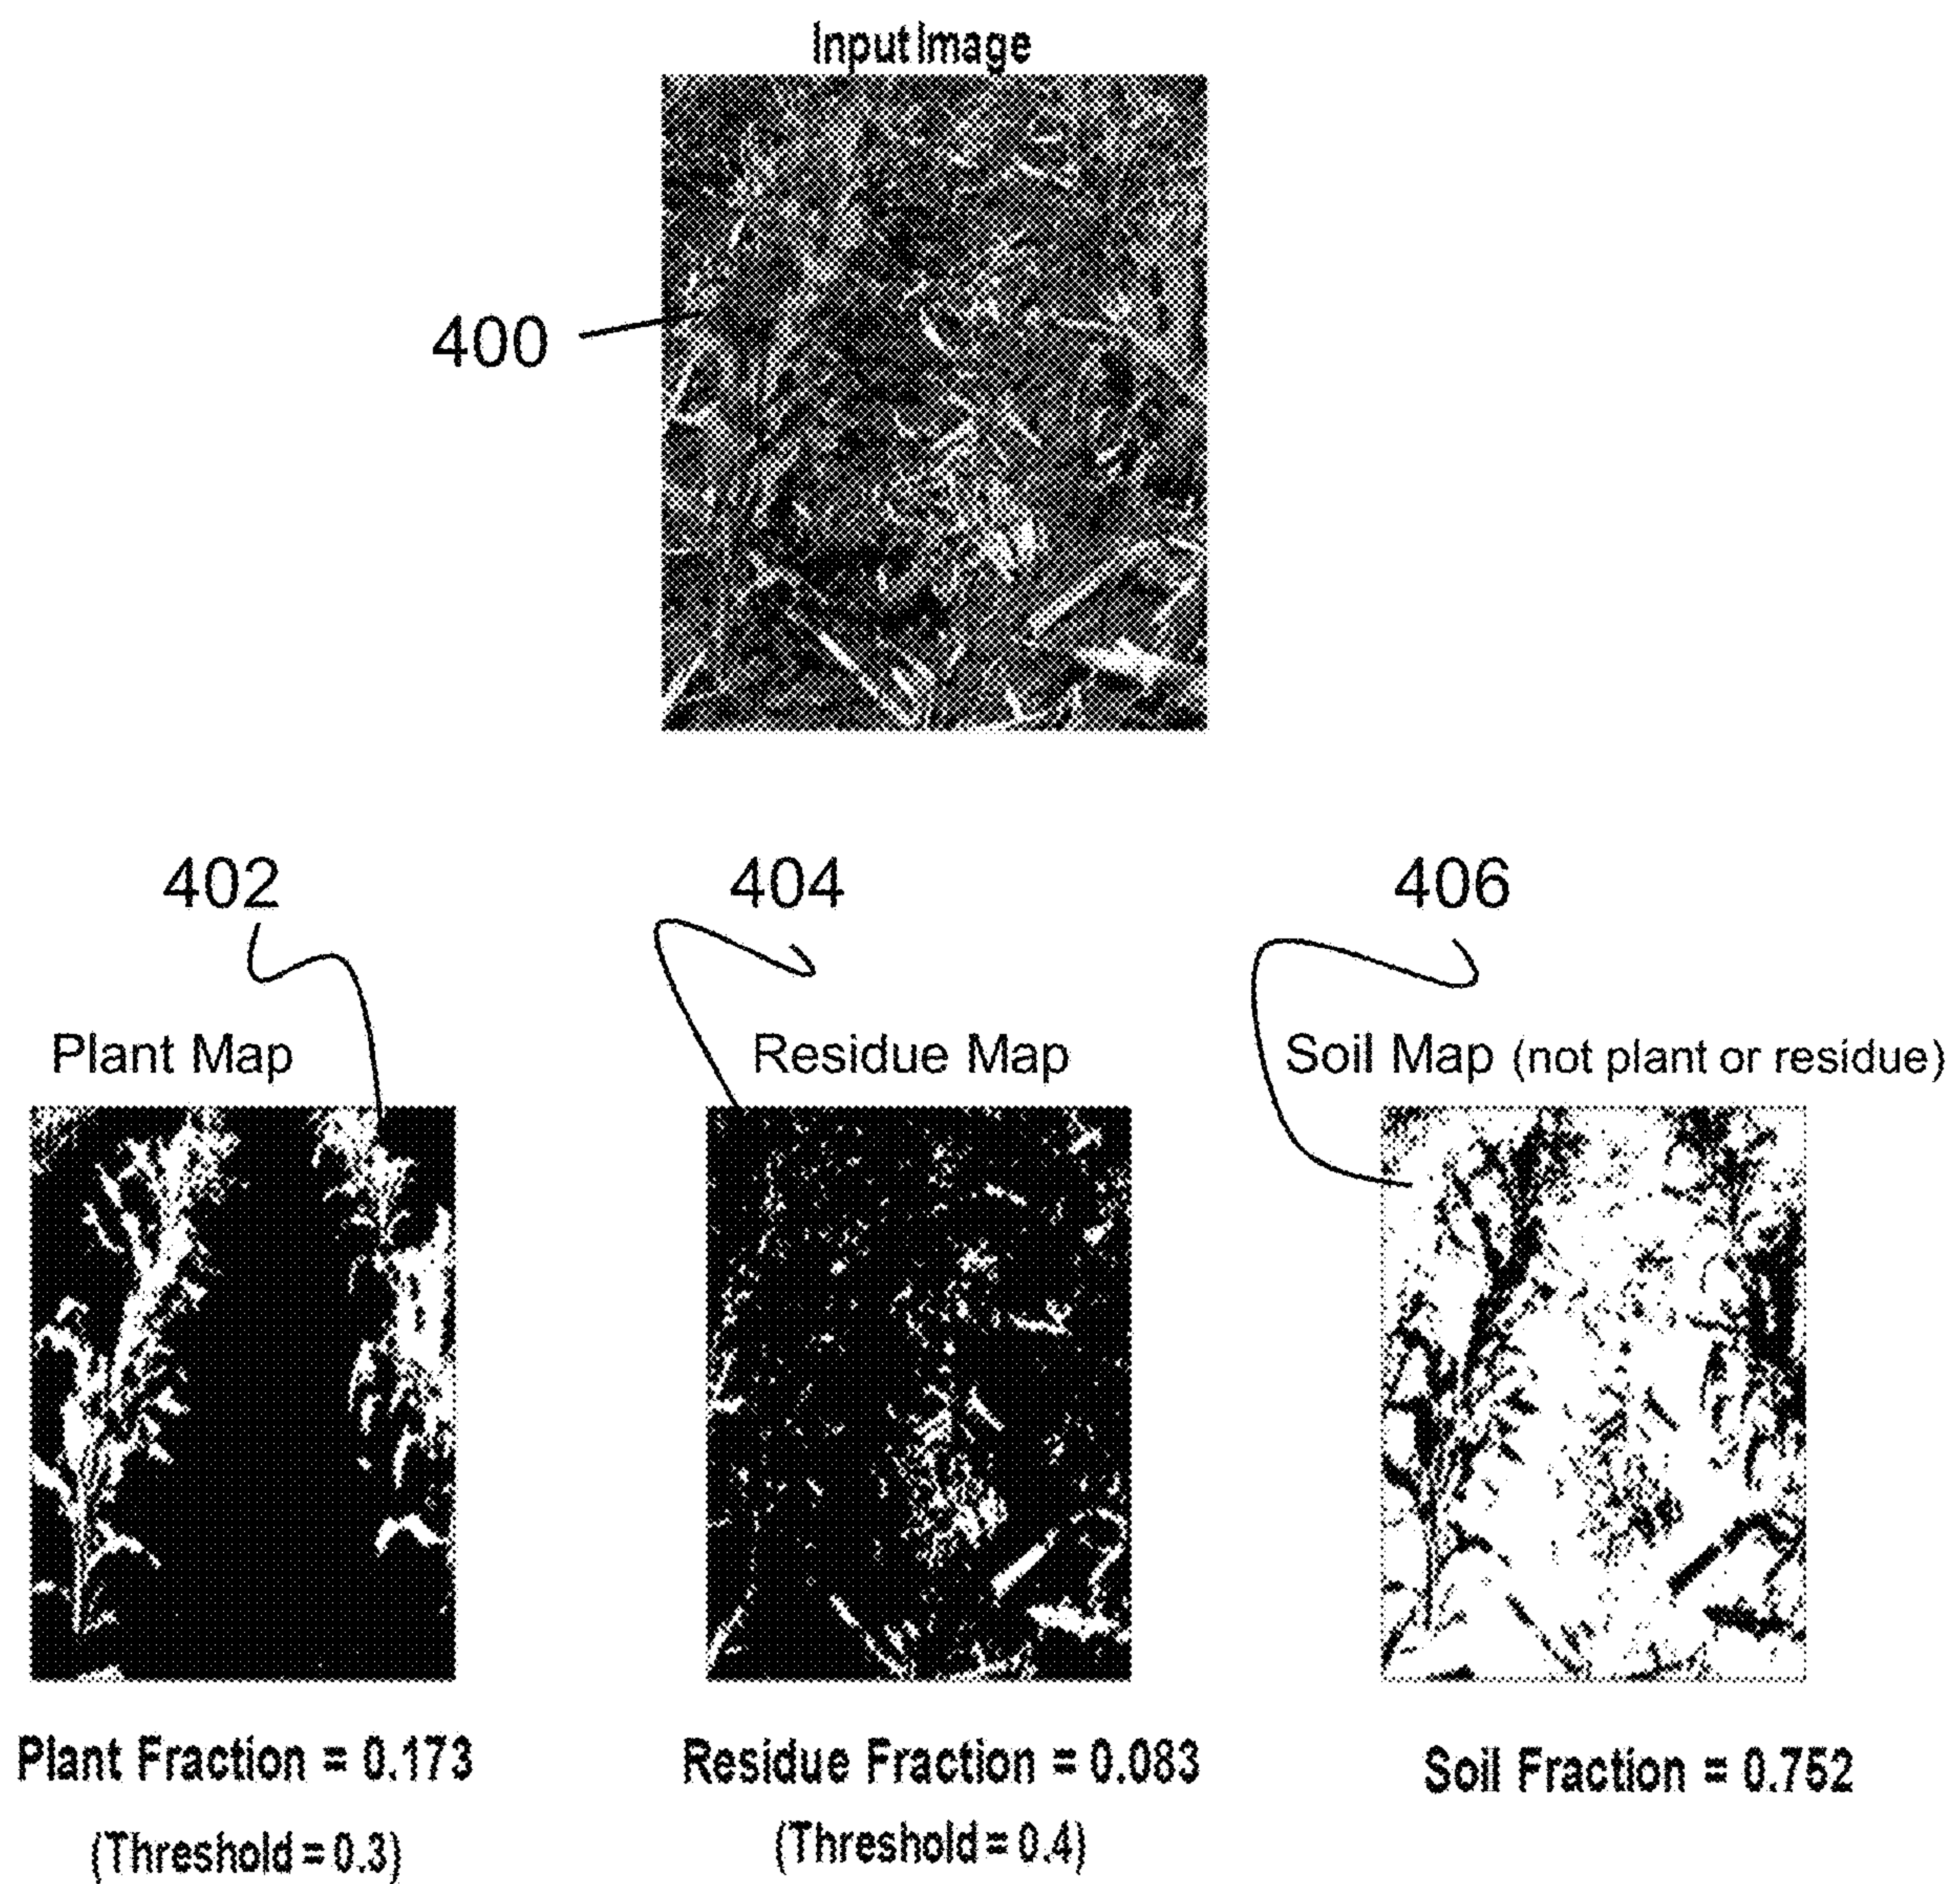 Input Image
400
402
404
406
Plant Map
Residue Map
Soil Map (not plant or residue)
Plant Fraction = 0.173
(Threshold = 0.3)
Residue Fraction = 0.083
(Threshold = 0.4)
Soil Fraction = 0.752